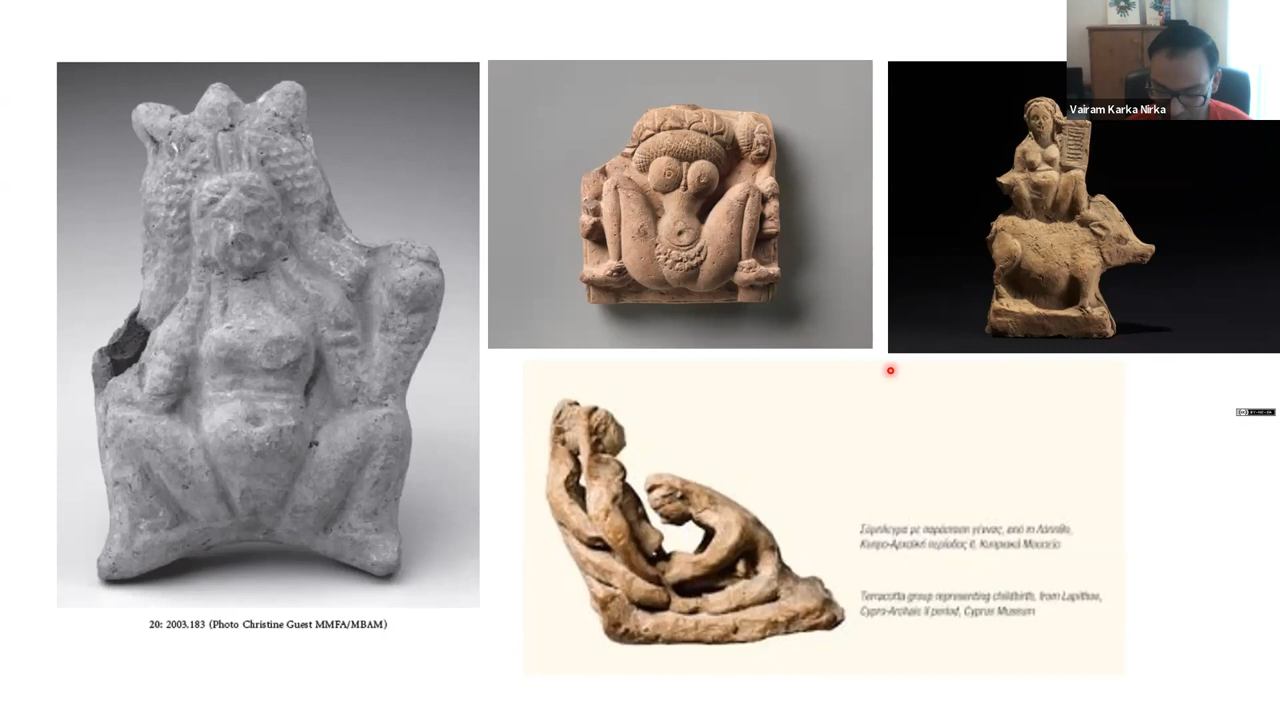 Vairam Karka Nirka
20: 2003.183 (Photo Christine Guest MMFA/MBAM)
Σύμπλεγμα με παράσταση γέννας, από τη Λάπηθο,
Κυπρο-Αρχαϊκή περίοδος ΙΙ, Κυπριακό Μουσείο
Terracotta group representing childbirth, from Lapithos,
Cypro-Archaic II period, Cyprus Museum